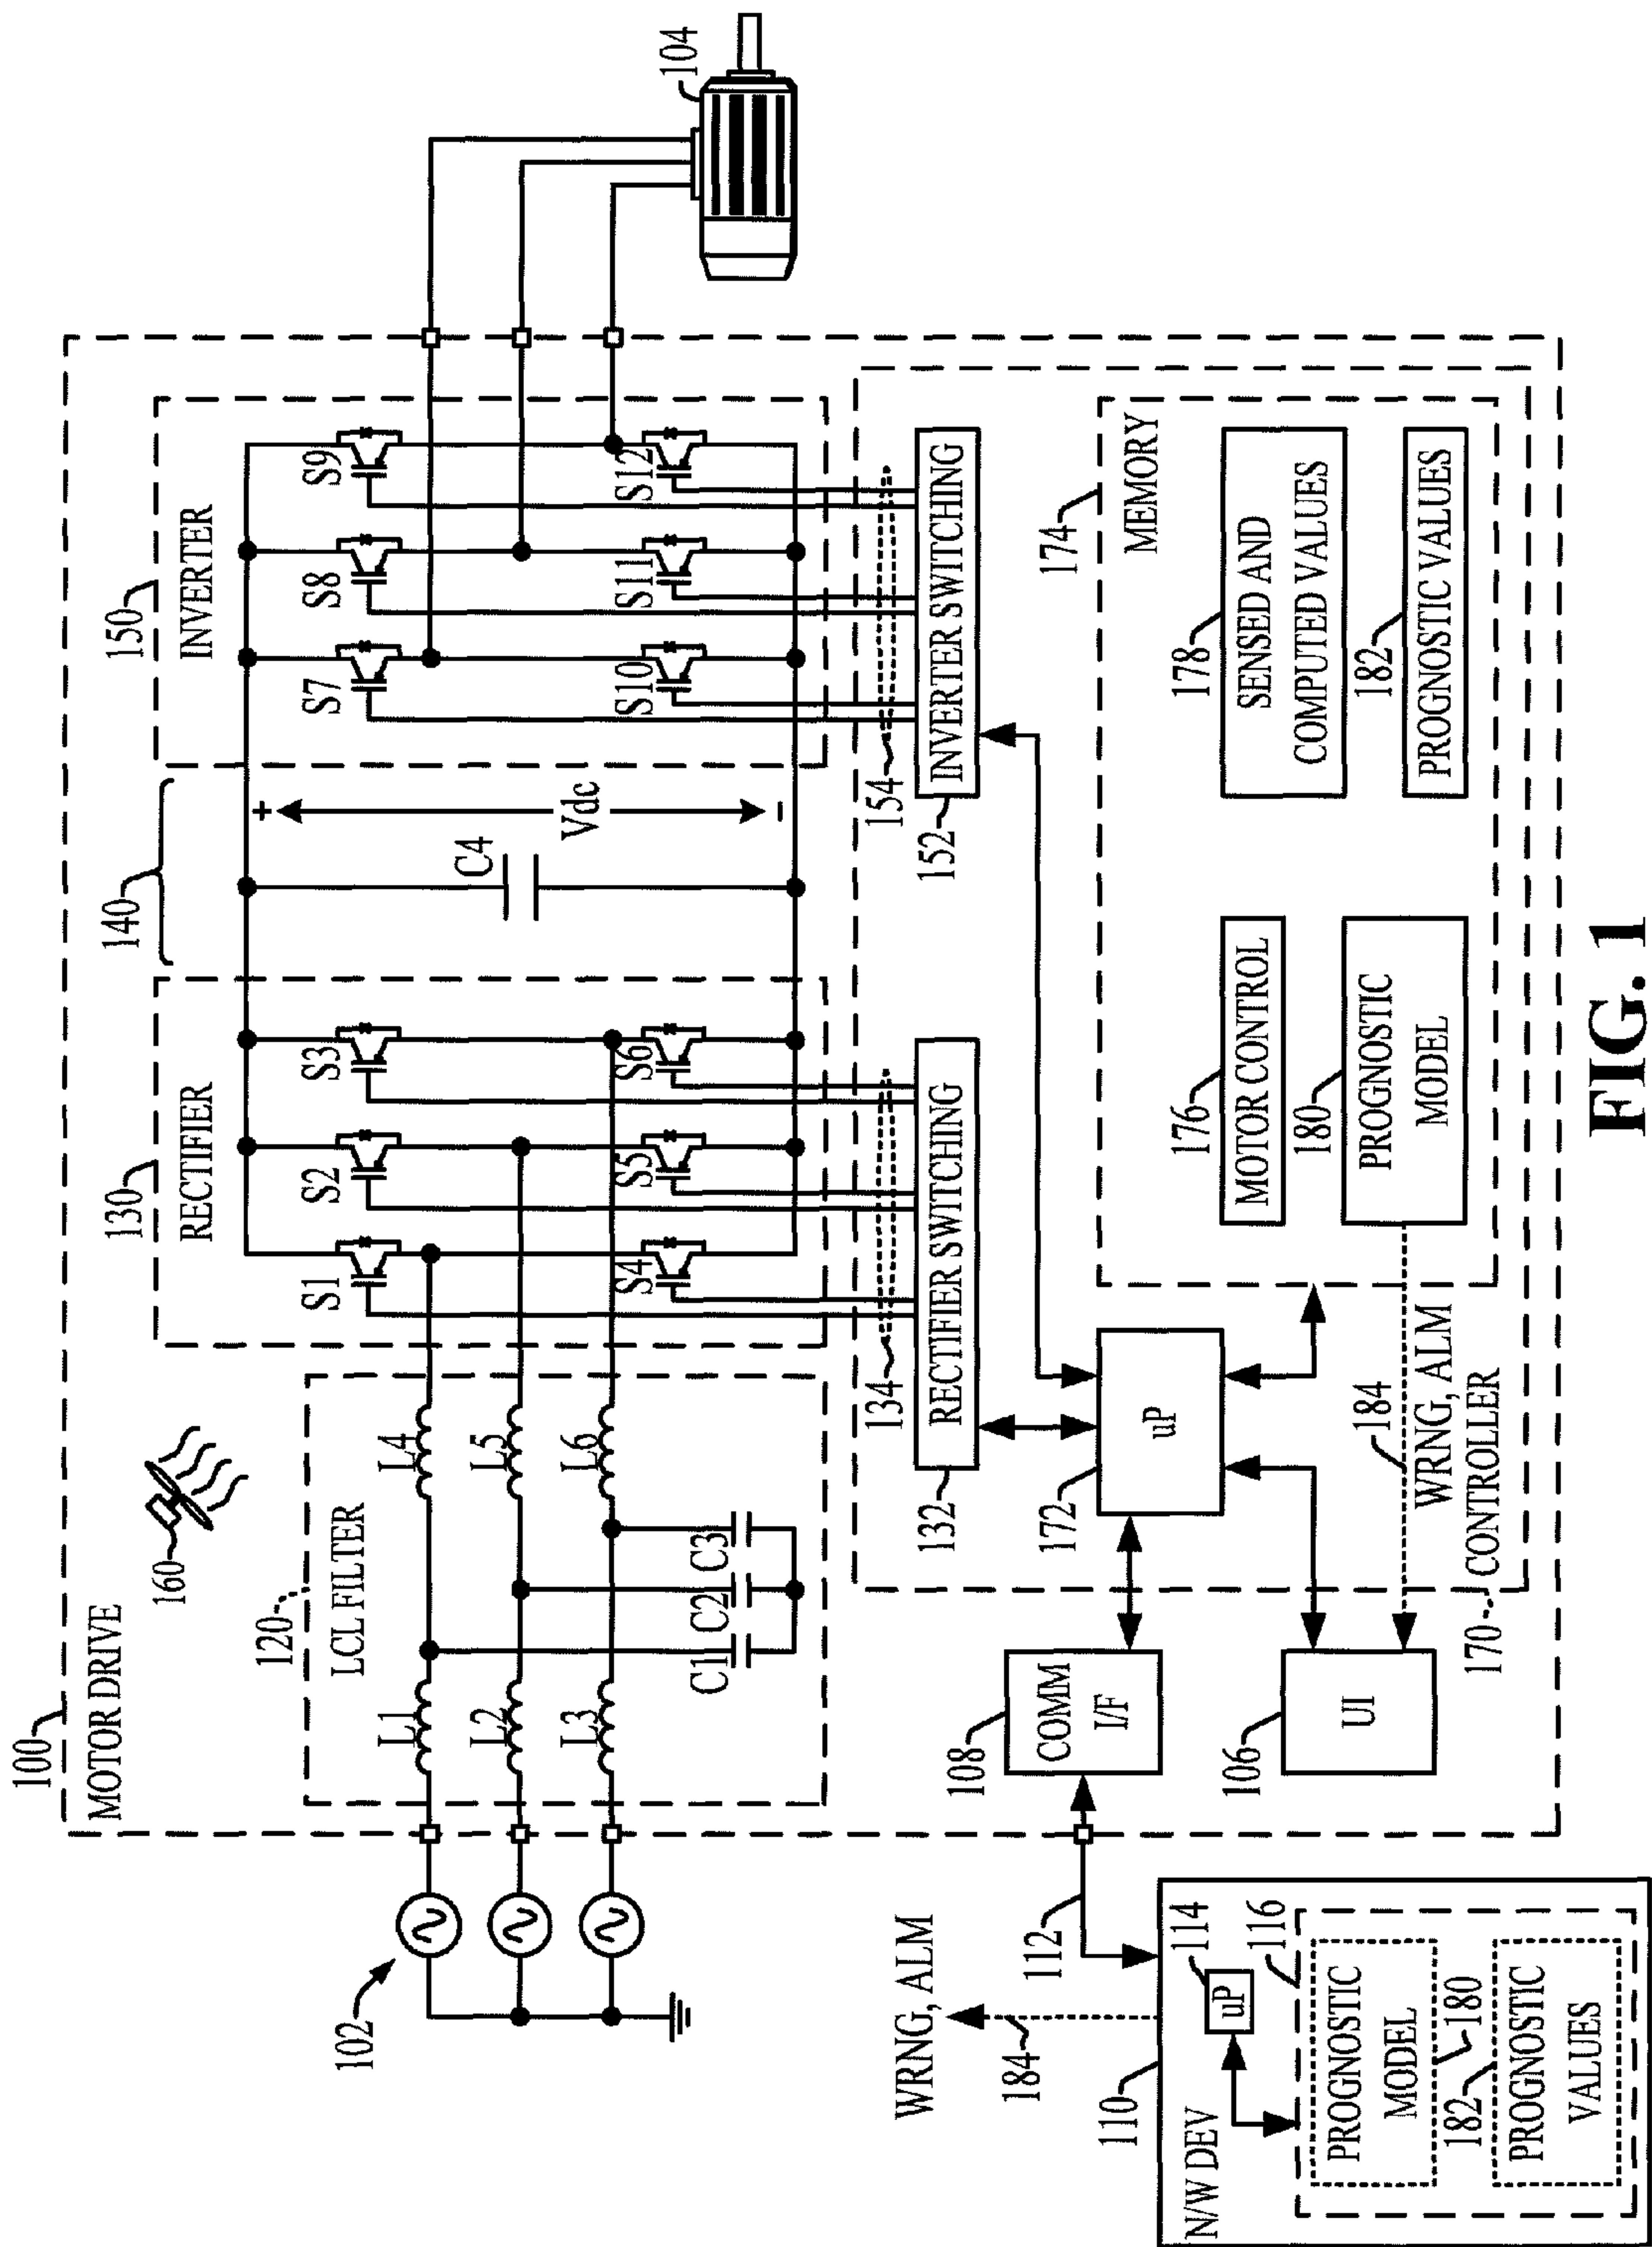 100
MOTOR DRIVE
160
120
LCL FILTER
L1
L2
L3
L4
L5
L6
C1
C2
C3
102
130
RECTIFIER
S1
S2
S3
S4
S5
S6
140
C4
+
Vdc
-
150
INVERTER
S7
S8
S9
S10
S11
S12
104
134
RECTIFIER SWITCHING
132
154
INVERTER SWITCHING
152
WRNG, ALM
184
112
108
COMM
I/F
172
uP
174
MEMORY
176
MOTOR CONTROL
178
SENSED AND
COMPUTED VALUES
180
PROGNOSTIC
MODEL
182
PROGNOSTIC VALUES
106
UI
184
WRNG, ALM
CONTROLLER
170
110
N/W DEV
114
uP
116
PROGNOSTIC
MODEL
180
182
PROGNOSTIC
VALUES
FIG. 1